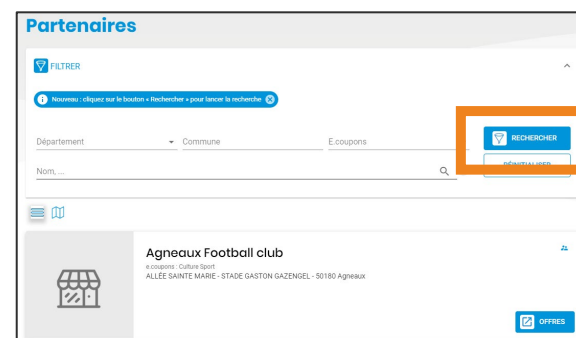 Partenaires
FILTRER
Nouveau : cliquez sur le bouton « Rechercher » pour lancer la recherche
Département Commune E.coupons RECHERCHER
Nom, ... RÉINITIALISER
Agneaux Football club
e.coupons : Culture Sport
ALLÉE SAINTE MARIE - STADE GASTON GAZENGEL - 50180 Agneaux
OFFRES